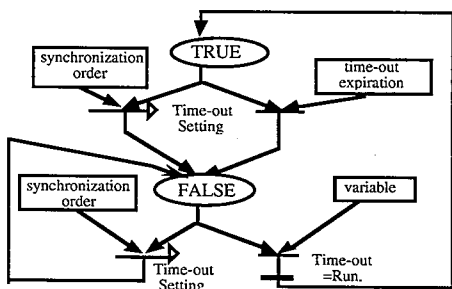 TRUE
synchronization
order
time-out
expiration
Time-out
Setting
FALSE
synchronization
order
variable
Time-out
Setting
Time-out
=Run.